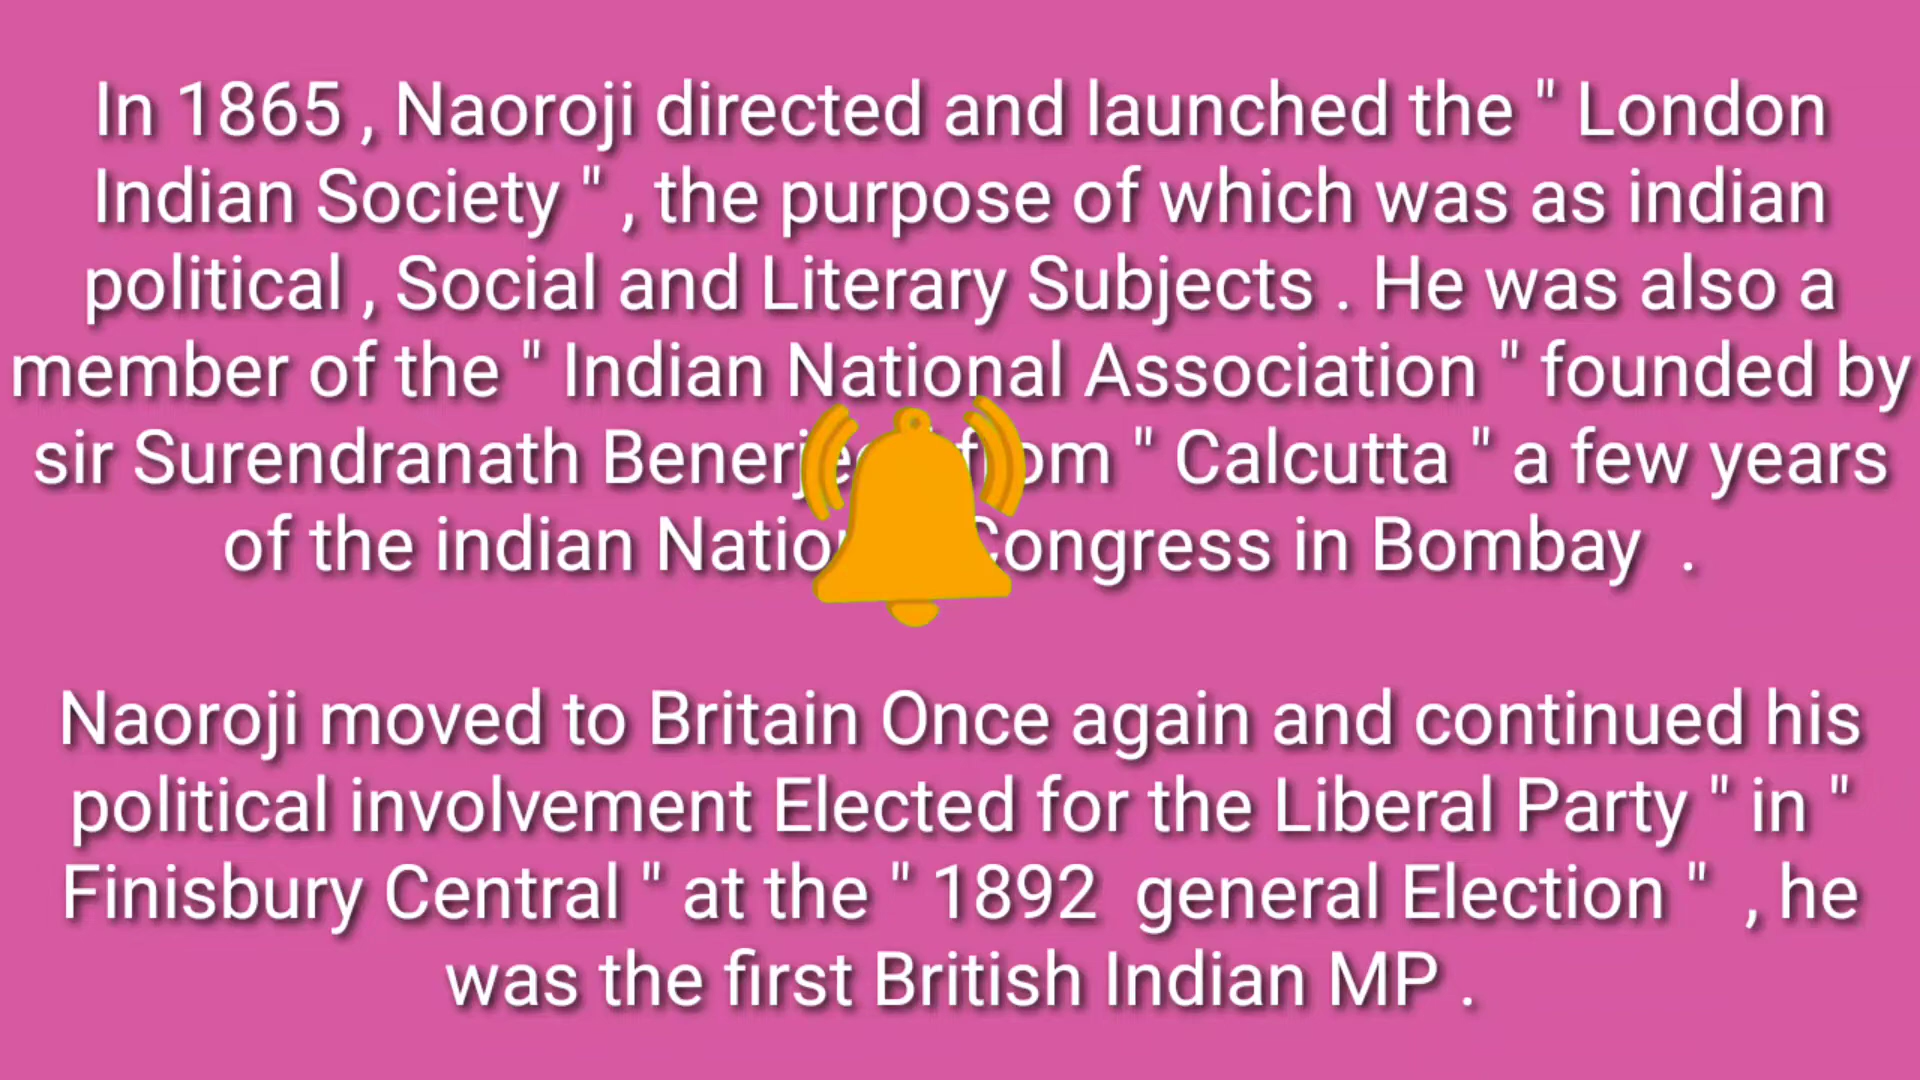 In 1865 , Naoroji directed and launched the " London
Indian Society " , the purpose of which was as indian
political , Social and Literary Subjects . He was also a
member of the " Indian National Association " founded by
sir Surendranath " Calcutta " a few years
of the indian Congress in Bombay .
Naoroji moved to Britain Once again and continued his
political involvement Elected for the Liberal Party " in "
Finisbury Central " at the " 1892 general Election " , he
was the first British Indian MP .